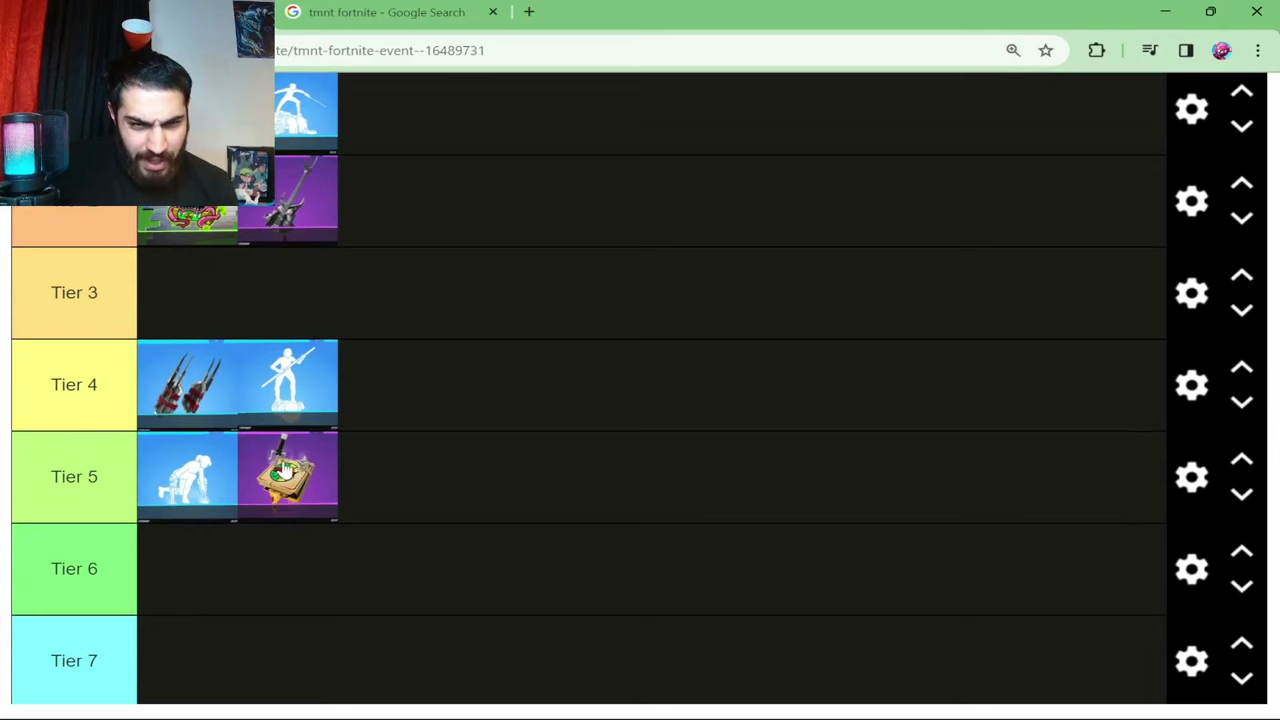 tmnt fortnite - Google Search
te/tmnt-fortnite-event--16489731
Tier 3
Tier 4
Tier 5
Tier 6
Tier 7